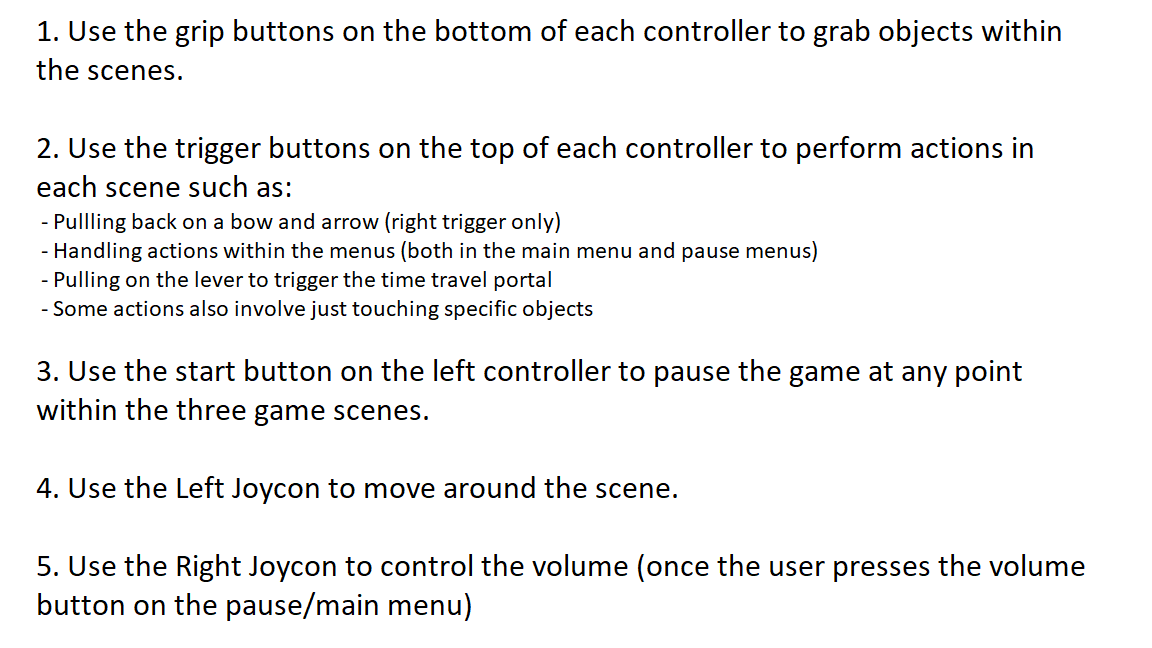 1. Use the grip buttons on the bottom of each controller to grab objects within
the scenes.
2. Use the trigger buttons on the top of each controller to perform actions in
each scene such as:
- Pullling back on a bow and arrow (right trigger only)
- Handling actions within the menus (both in the main menu and pause menus)
- Pulling on the lever to trigger the time travel portal
- Some actions also involve just touching specific objects
3. Use the start button on the left controller to pause the game at any point
within the three game scenes.
4. Use the Left Joycon to move around the scene.
5. Use the Right Joycon to control the volume (once the user presses the volume
button on the pause/main menu)